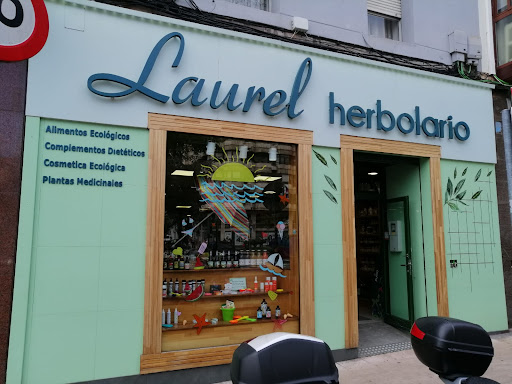 Laurel herbolario
Alimentos Ecológicos
Complementos Dietéticos
Cosmetica Ecológica
Plantas Medicinales